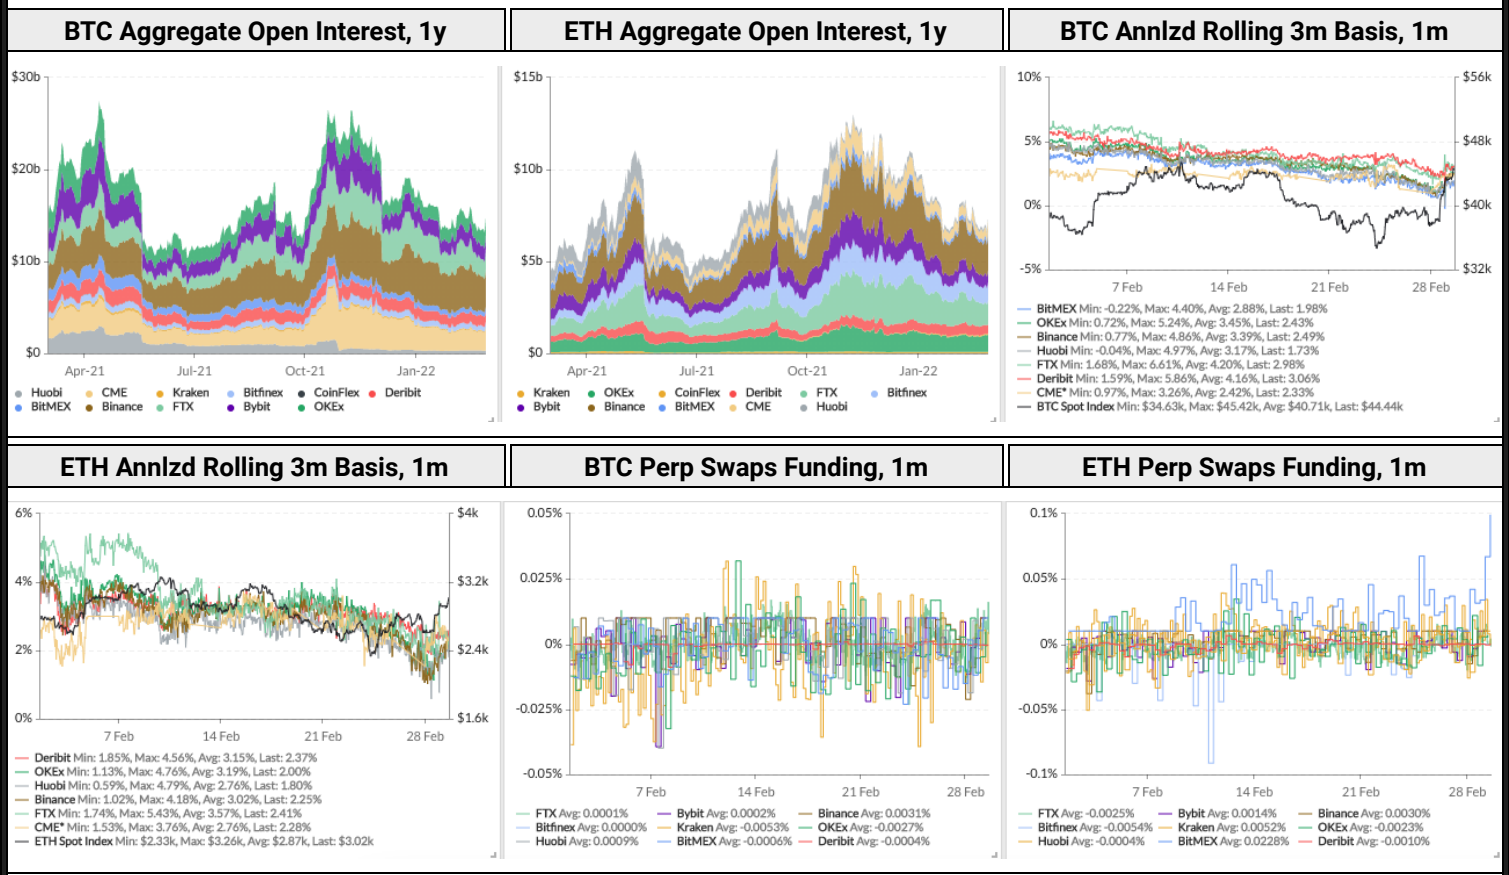 BTC Aggregate Open Interest, 1y
ETH Aggregate Open Interest, 1y
BTC Annlzd Rolling 3m Basis, 1m
$30b
$20b
$10b
$0
Apr-21 Jul-21 Oct-21 Jan-22
Huobi CME Kraken Bitfinex CoinFlex Deribit
BitMEX Binance FTX Bybit OKEx
$15b
$10b
$5b
$0
Apr-21 Jul-21 Oct-21 Jan-22
Kraken OKEx CoinFlex Deribit FTX Bitfinex
Bybit Binance BitMEX CME Huobi
10% $56k
5% $48k
0% $40k
-5% $32k
7 Feb 14 Feb 21 Feb 28 Feb
BitMEX Min: -0.22%, Max: 4.40%, Avg: 2.88%, Last: 1.98%
OKEx Min: 0.72%, Max: 5.24%, Avg: 3.45%, Last: 2.43%
Binance Min: 0.77%, Max: 4.86%, Avg: 3.39%, Last: 2.49%
Huobi Min: -0.04%, Max: 4.97%, Avg: 3.17%, Last: 1.73%
FTX Min: 1.68%, Max: 6.61%, Avg: 4.20%, Last: 2.98%
Deribit Min: 1.59%, Max: 5.86%, Avg: 4.16%, Last: 3.06%
CME* Min: 0.97%, Max: 3.26%, Avg: 2.42%, Last: 2.33%
BTC Spot Index Min: $34.63k, Max: $45.42k, Avg: $40.71k, Last: $44.44k
ETH Annlzd Rolling 3m Basis, 1m
BTC Perp Swaps Funding, 1m
ETH Perp Swaps Funding, 1m
6% $4k
4% $3.2k
2% $2.4k
0% $1.6k
7 Feb 14 Feb 21 Feb 28 Feb
Deribit Min: 1.85%, Max: 4.56%, Avg: 3.15%, Last: 2.37%
OKEx Min: 1.13%, Max: 4.76%, Avg: 3.19%, Last: 2.00%
Huobi Min: 0.59%, Max: 4.79%, Avg: 2.76%, Last: 1.80%
Binance Min: 1.02%, Max: 4.18%, Avg: 3.02%, Last: 2.25%
FTX Min: 1.74%, Max: 5.43%, Avg: 3.57%, Last: 2.41%
CME* Min: 1.53%, Max: 3.76%, Avg: 2.76%, Last: 2.28%
ETH Spot Index Min: $2.33k, Max: $3.26k, Avg: $2.87k, Last: $3.02k
0.05%
0.025%
0%
-0.025%
-0.05%
7 Feb 14 Feb 21 Feb 28 Feb
FTX Avg: 0.0001% Bybit Avg: 0.0002% Binance Avg: 0.0031%
Bitfinex Avg: 0.0000% Kraken Avg: -0.0053% OKEx Avg: -0.0027%
Huobi Avg: 0.0009% BitMEX Avg: -0.0006% Deribit Avg: -0.0004%
0.1%
0.05%
0%
-0.05%
-0.1%
7 Feb 14 Feb 21 Feb 28 Feb
FTX Avg: -0.0025% Bybit Avg: 0.0014% Binance Avg: 0.0030%
Bitfinex Avg: -0.0054% Kraken Avg: 0.0052% OKEx Avg: -0.0023%
Huobi Avg: -0.0004% BitMEX Avg: 0.0228% Deribit Avg: -0.0010%